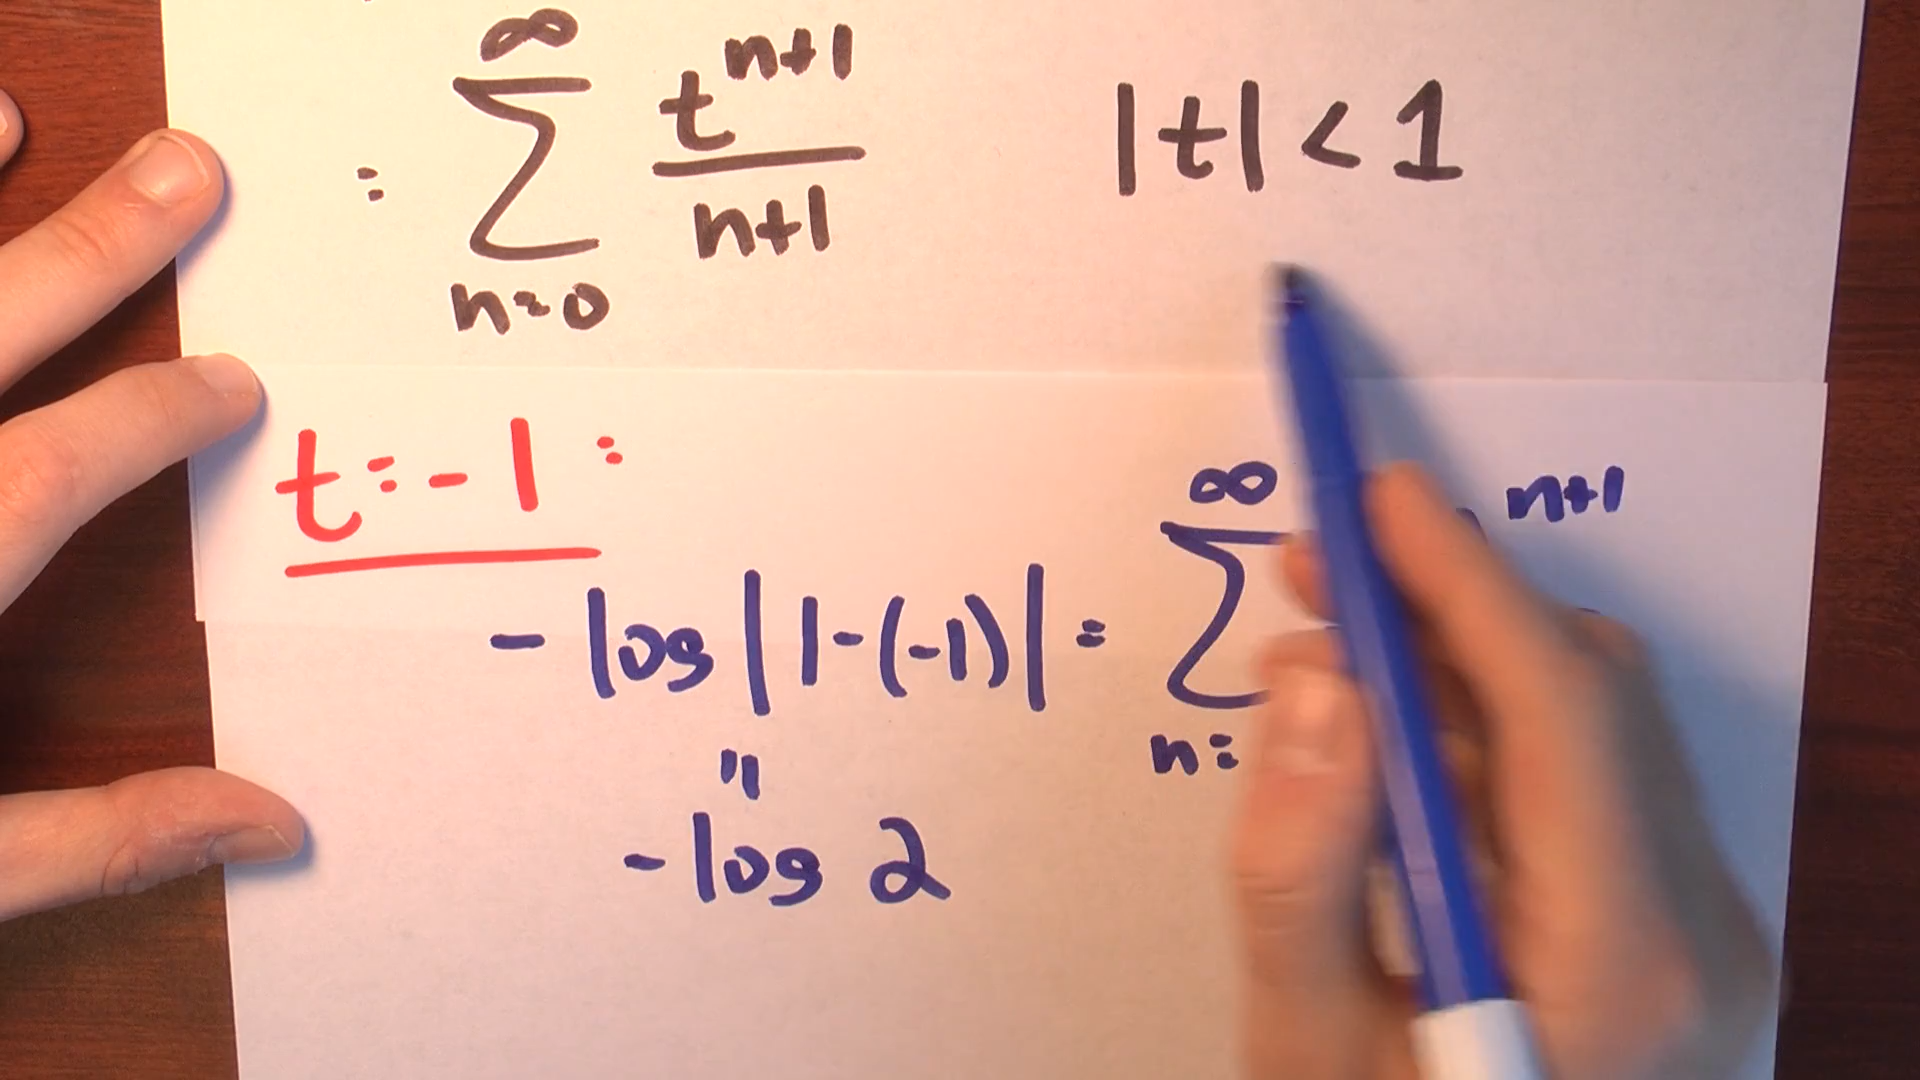 = ∑_{n=0}^{∞} t^{n+1}/(n+1) |t| < 1
t = -1 :
- log |1-(-1)| = ∑_{n=}^{∞} ^{n+1}
=
- log 2